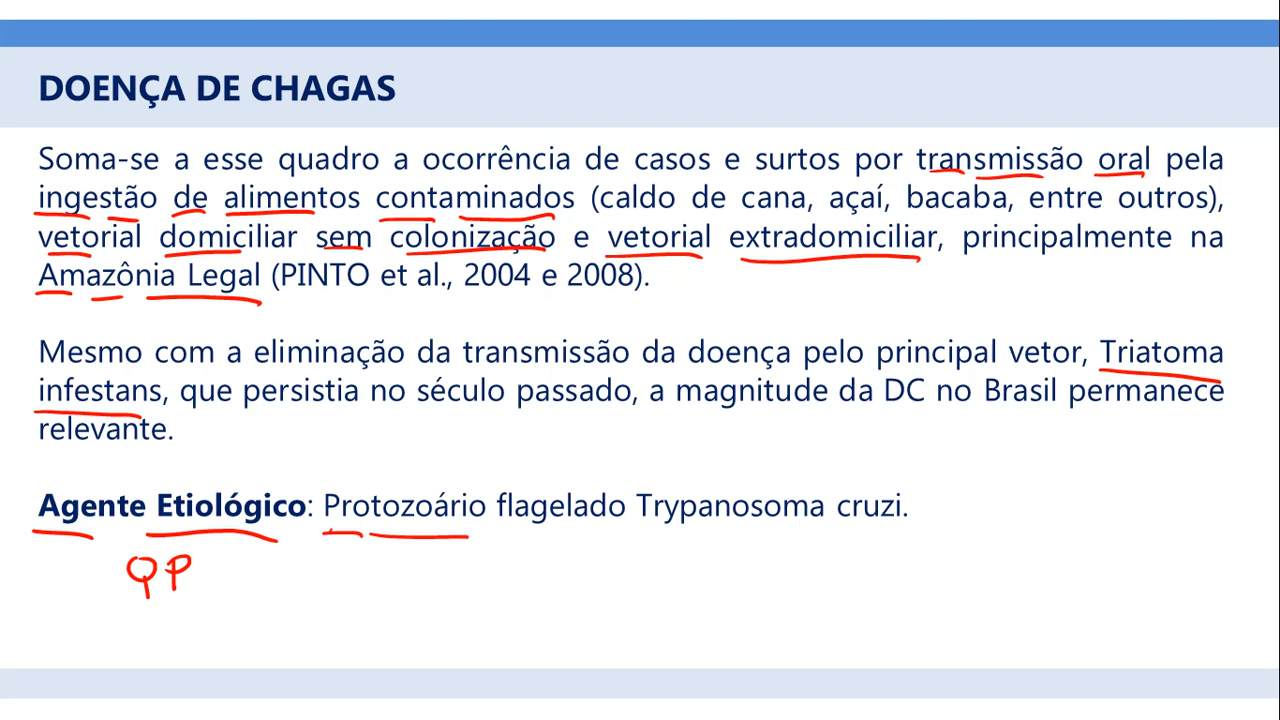 DOENÇA DE CHAGAS
Soma-se a esse quadro a ocorrência de casos e surtos por transmissão oral pela
ingestão de alimentos contaminados (caldo de cana, açaí, bacaba, entre outros),
vetorial domiciliar sem colonização e vetorial extradomiciliar, principalmente na
Amazônia Legal (PINTO et al., 2004 e 2008).
Mesmo com a eliminação da transmissão da doença pelo principal vetor, Triatoma
infestans, que persistia no século passado, a magnitude da DC no Brasil permanece
relevante.
Agente Etiológico: Protozoário flagelado Trypanosoma cruzi.
QP